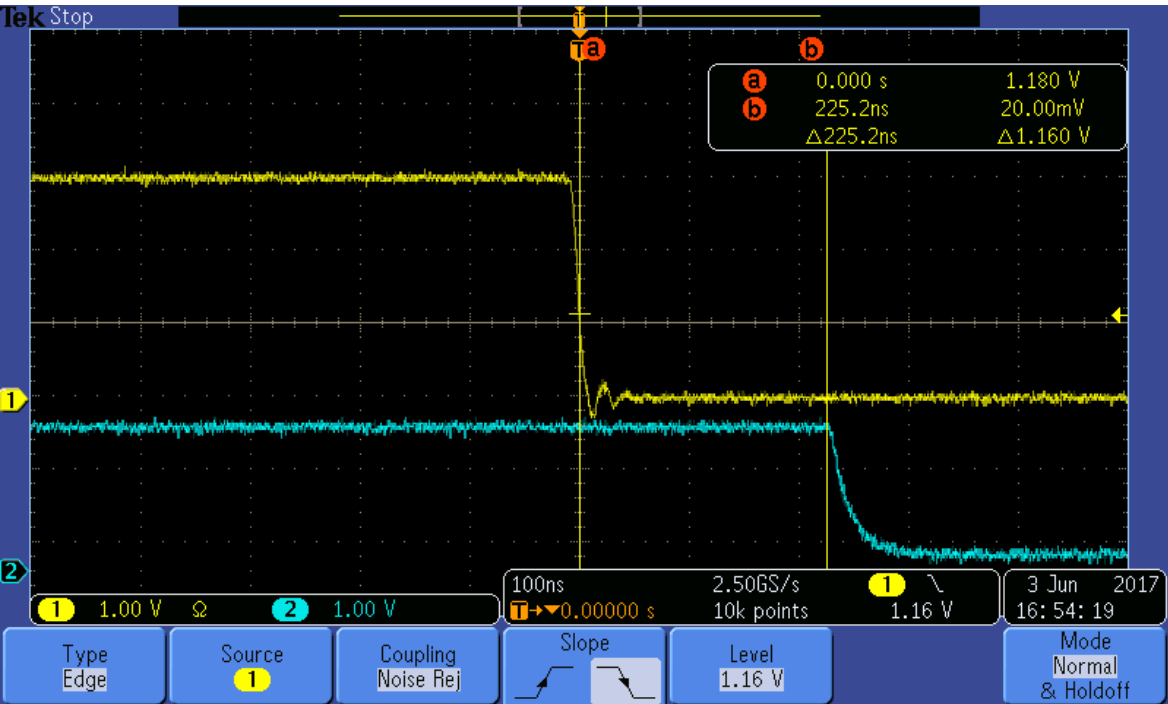 Tek Stop
T
T a b
a 0.000 s 1.180 V
b 225.2ns 20.00mV
△225.2ns △1.160 V
1
2
1 1.00 V Ω 2 1.00 V
100ns 2.50GS/s 1 \
T→▼0.00000 s 10k points 1.16 V
3 Jun 2017
16:54:19
Type
Edge
Source
1
Coupling
Noise Rej
Slope
Level
1.16 V
Mode
Normal
& Holdoff